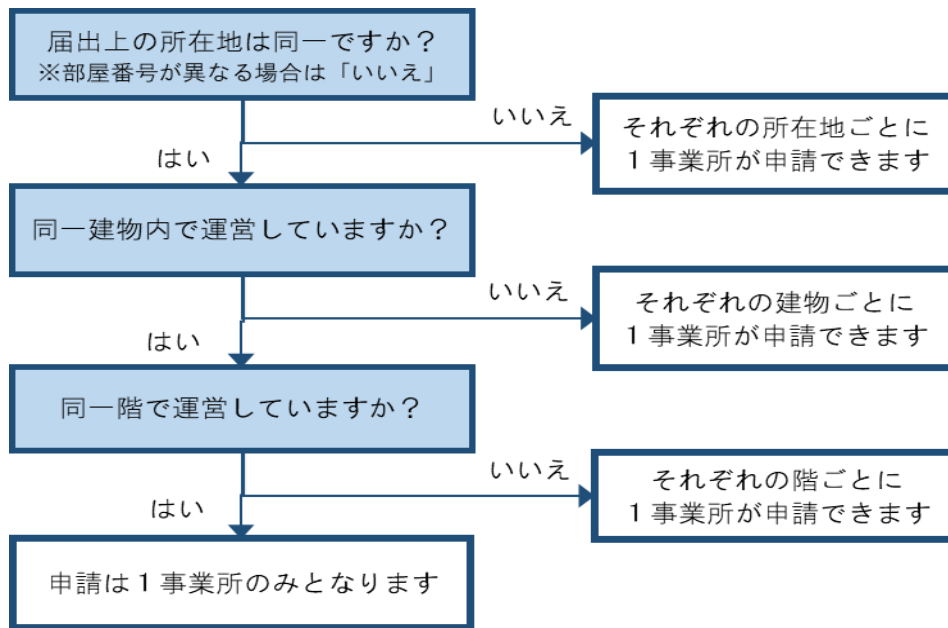 届出上の所在地は同一ですか？
※部屋番号が異なる場合は「いいえ」
いいえ
それぞれの所在地ごとに
１事業所が申請できます
はい
同一建物内で運営していますか？
いいえ
それぞれの建物ごとに
１事業所が申請できます
はい
同一階で運営していますか？
いいえ
それぞれの階ごとに
１事業所が申請できます
はい
申請は１事業所のみとなります